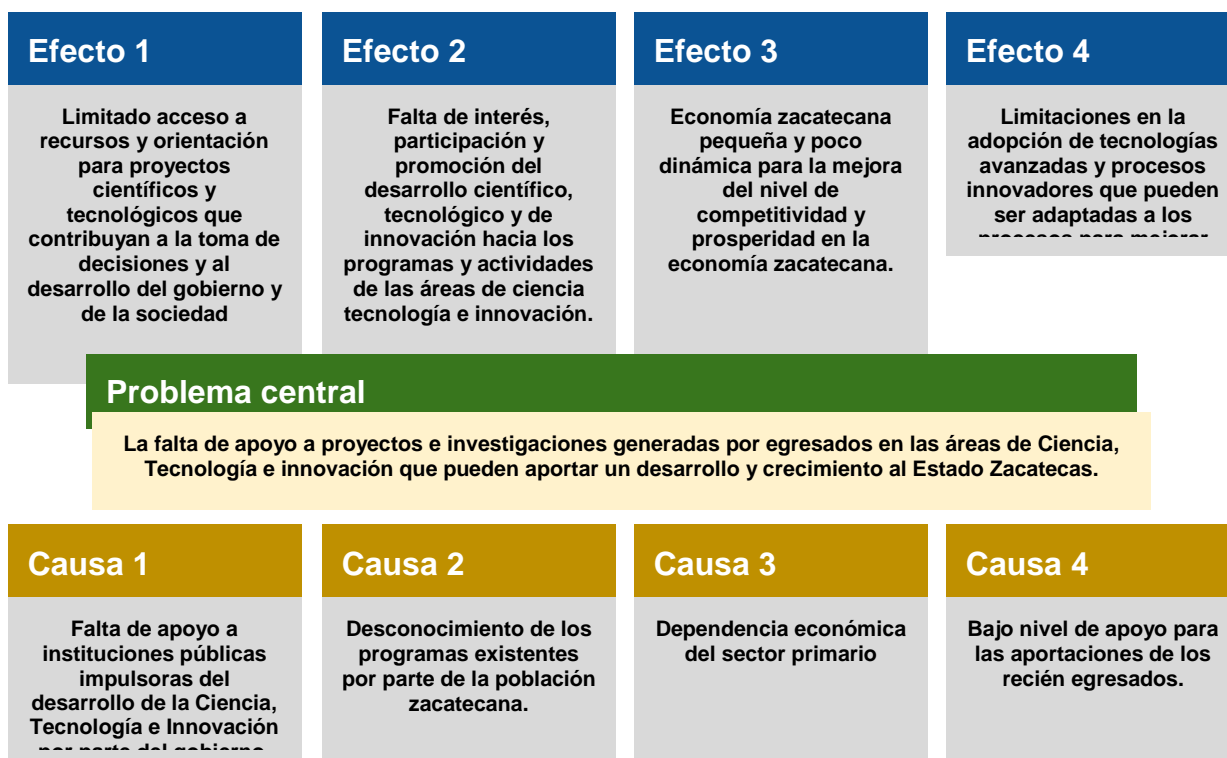 Efecto 1
Limitado acceso a
recursos y orientación
para proyectos
científicos y
tecnológicos que
contribuyan a la toma de
decisiones y al
desarrollo del gobierno y
de la sociedad
Efecto 2
Falta de interés,
participación y
promoción del
desarrollo científico,
tecnológico y de
innovación hacia los
programas y actividades
de las áreas de ciencia
tecnología e innovación.
Efecto 3
Economía zacatecana
pequeña y poco
dinámica para la mejora
del nivel de
competitividad y
prosperidad en la
economía zacatecana.
Efecto 4
Limitaciones en la
adopción de tecnologías
avanzadas y procesos
innovadores que pueden
ser adaptadas a los
procesos para mejorar
Problema central
La falta de apoyo a proyectos e investigaciones generadas por egresados en las áreas de Ciencia,
Tecnología e innovación que pueden aportar un desarrollo y crecimiento al Estado Zacatecas.
Causa 1
Falta de apoyo a
instituciones públicas
impulsoras del
desarrollo de la Ciencia,
Tecnología e Innovación
por parte del gobierno
Causa 2
Desconocimiento de los
programas existentes
por parte de la población
zacatecana.
Causa 3
Dependencia económica
del sector primario
Causa 4
Bajo nivel de apoyo para
las aportaciones de los
recién egresados.